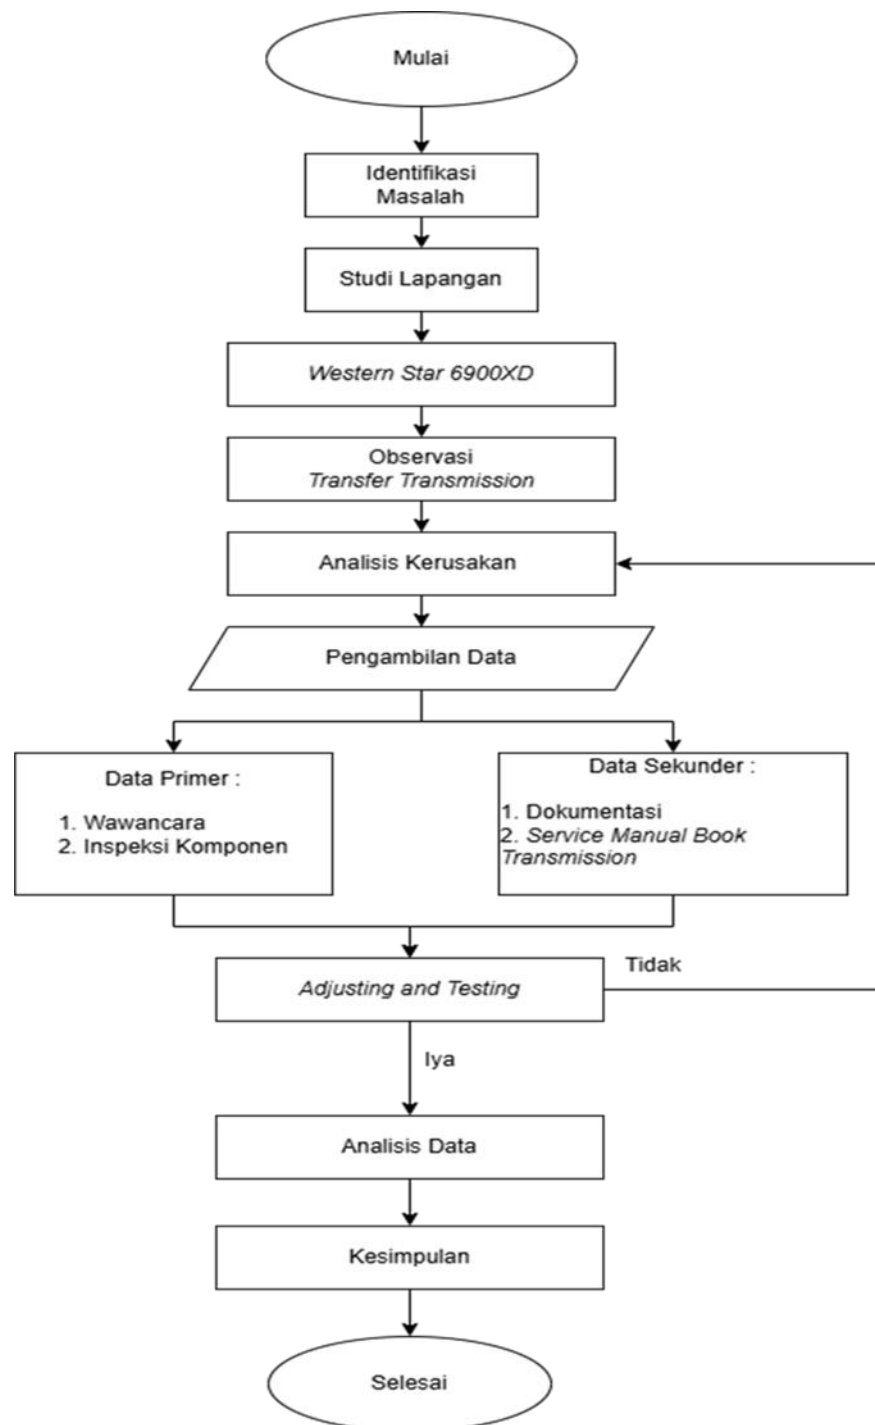 Mulai
Identifikasi
Masalah
Studi Lapangan
Western Star 6900XD
Observasi
Transfer Transmission
Analisis Kerusakan
Pengambilan Data
Data Primer :
1. Wawancara
2. Inspeksi Komponen
Data Sekunder :
1. Dokumentasi
2. Service Manual Book
Transmission
Adjusting and Testing
Tidak
Iya
Analisis Data
Kesimpulan
Selesai